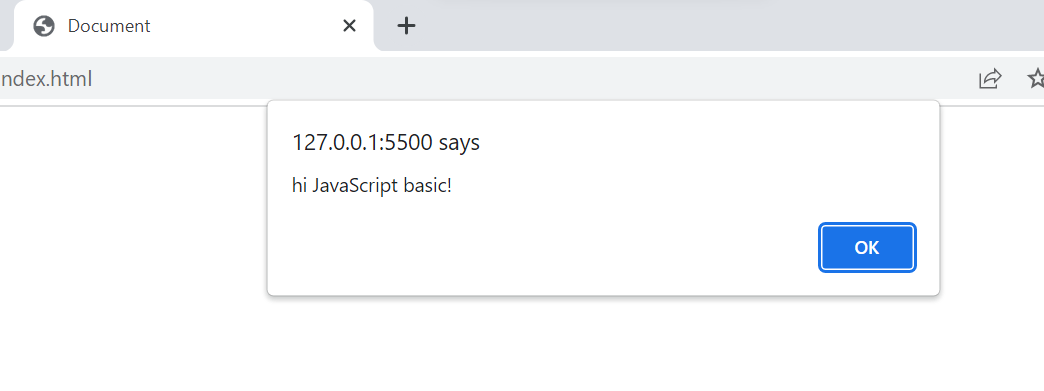 Document
ndex.html
127.0.0.1:5500 says
hi JavaScript basic!
OK